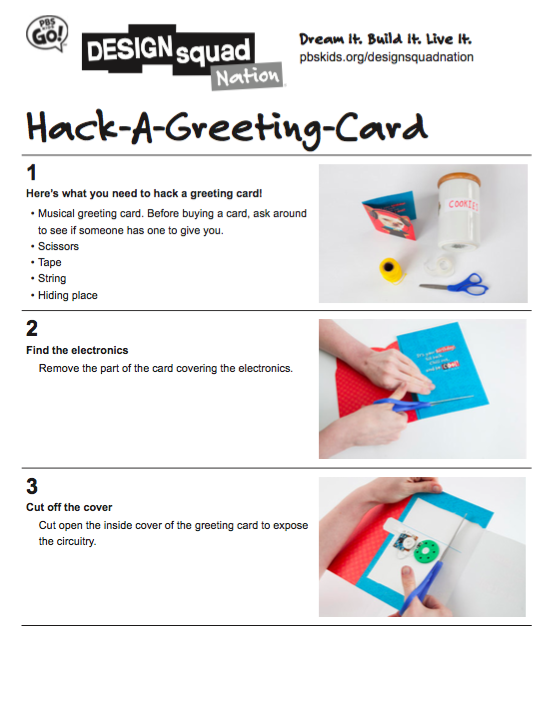 PBS
KIDS
GO!
DESIGN squad
Nation
Dream It. Build It. Live It.
pbskids.org/designsquadnation
Hack-A-Greeting-Card
1
Here's what you need to hack a greeting card!
• Musical greeting card. Before buying a card, ask around
to see if someone has one to give you.
• Scissors
• Tape
• String
• Hiding place
COOKIES
2
Find the electronics
Remove the part of the card covering the electronics.
It's your birthday
3
Cut off the cover
Cut open the inside cover of the greeting card to expose
the circuitry.